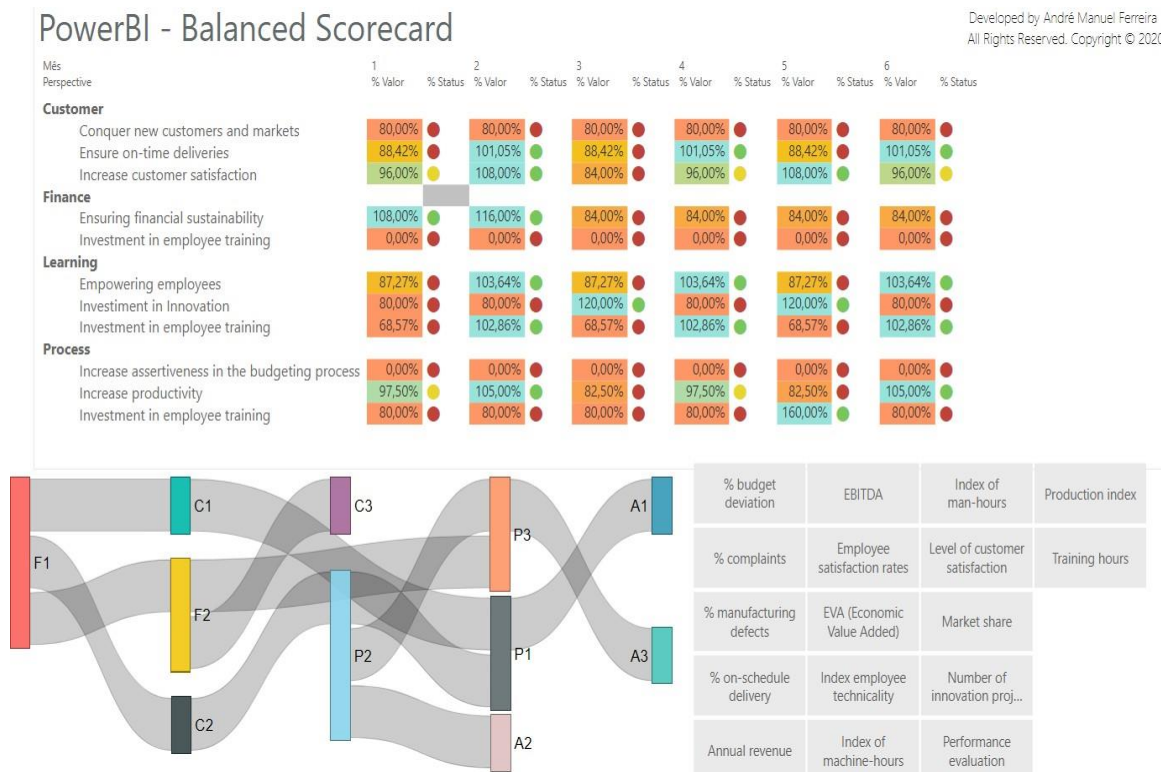 PowerBI - Balanced Scorecard
Developed by André Manuel Ferreira
All Rights Reserved. Copyright © 2020
Mês 1 2 3 4 5 6
Perspective % Valor % Status % Valor % Status % Valor % Status % Valor % Status % Valor % Status % Valor % Status
Customer
Conquer new customers and markets 80,00% 80,00% 80,00% 80,00% 80,00% 80,00%
Ensure on-time deliveries 88,42% 101,05% 88,42% 101,05% 88,42% 101,05%
Increase customer satisfaction 96,00% 108,00% 84,00% 96,00% 108,00% 96,00%
Finance
Ensuring financial sustainability 108,00% 116,00% 84,00% 84,00% 84,00% 84,00%
Investment in employee training 0,00% 0,00% 0,00% 0,00% 0,00% 0,00%
Learning
Empowering employees 87,27% 103,64% 87,27% 103,64% 87,27% 103,64%
Investiment in Innovation 80,00% 80,00% 120,00% 80,00% 120,00% 80,00%
Investment in employee training 68,57% 102,86% 68,57% 102,86% 68,57% 102,86%
Process
Increase assertiveness in the budgeting process 0,00% 0,00% 0,00% 0,00% 0,00% 0,00%
Increase productivity 97,50% 105,00% 82,50% 97,50% 82,50% 105,00%
Investment in employee training 80,00% 80,00% 80,00% 80,00% 160,00% 80,00%
F1
C1
F2
C2
C3
P2
P3
P1
A2
A1
A3
% budget
deviation
EBITDA
Index of
man-hours
Production index
% complaints
Employee
satisfaction rates
Level of customer
satisfaction
Training hours
% manufacturing
defects
EVA (Economic
Value Added)
Market share
% on-schedule
delivery
Index employee
technicality
Number of
innovation proj...
Annual revenue
Index of
machine-hours
Performance
evaluation